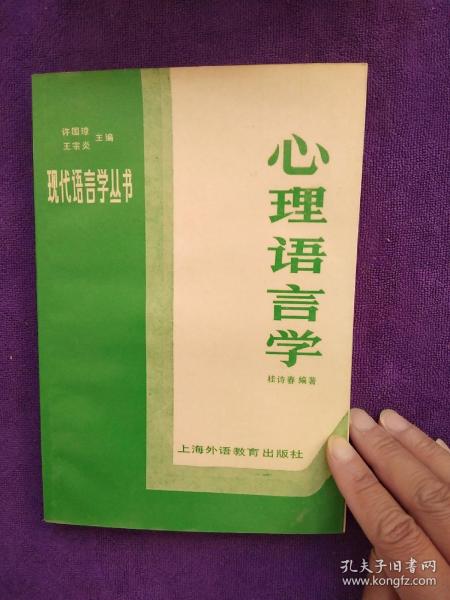 许国璋
王宗炎
主编
现代语言学丛书
心理语言学
桂诗春 编著
上海外语教育出版社
孔夫子旧书网
www.kongfz.com